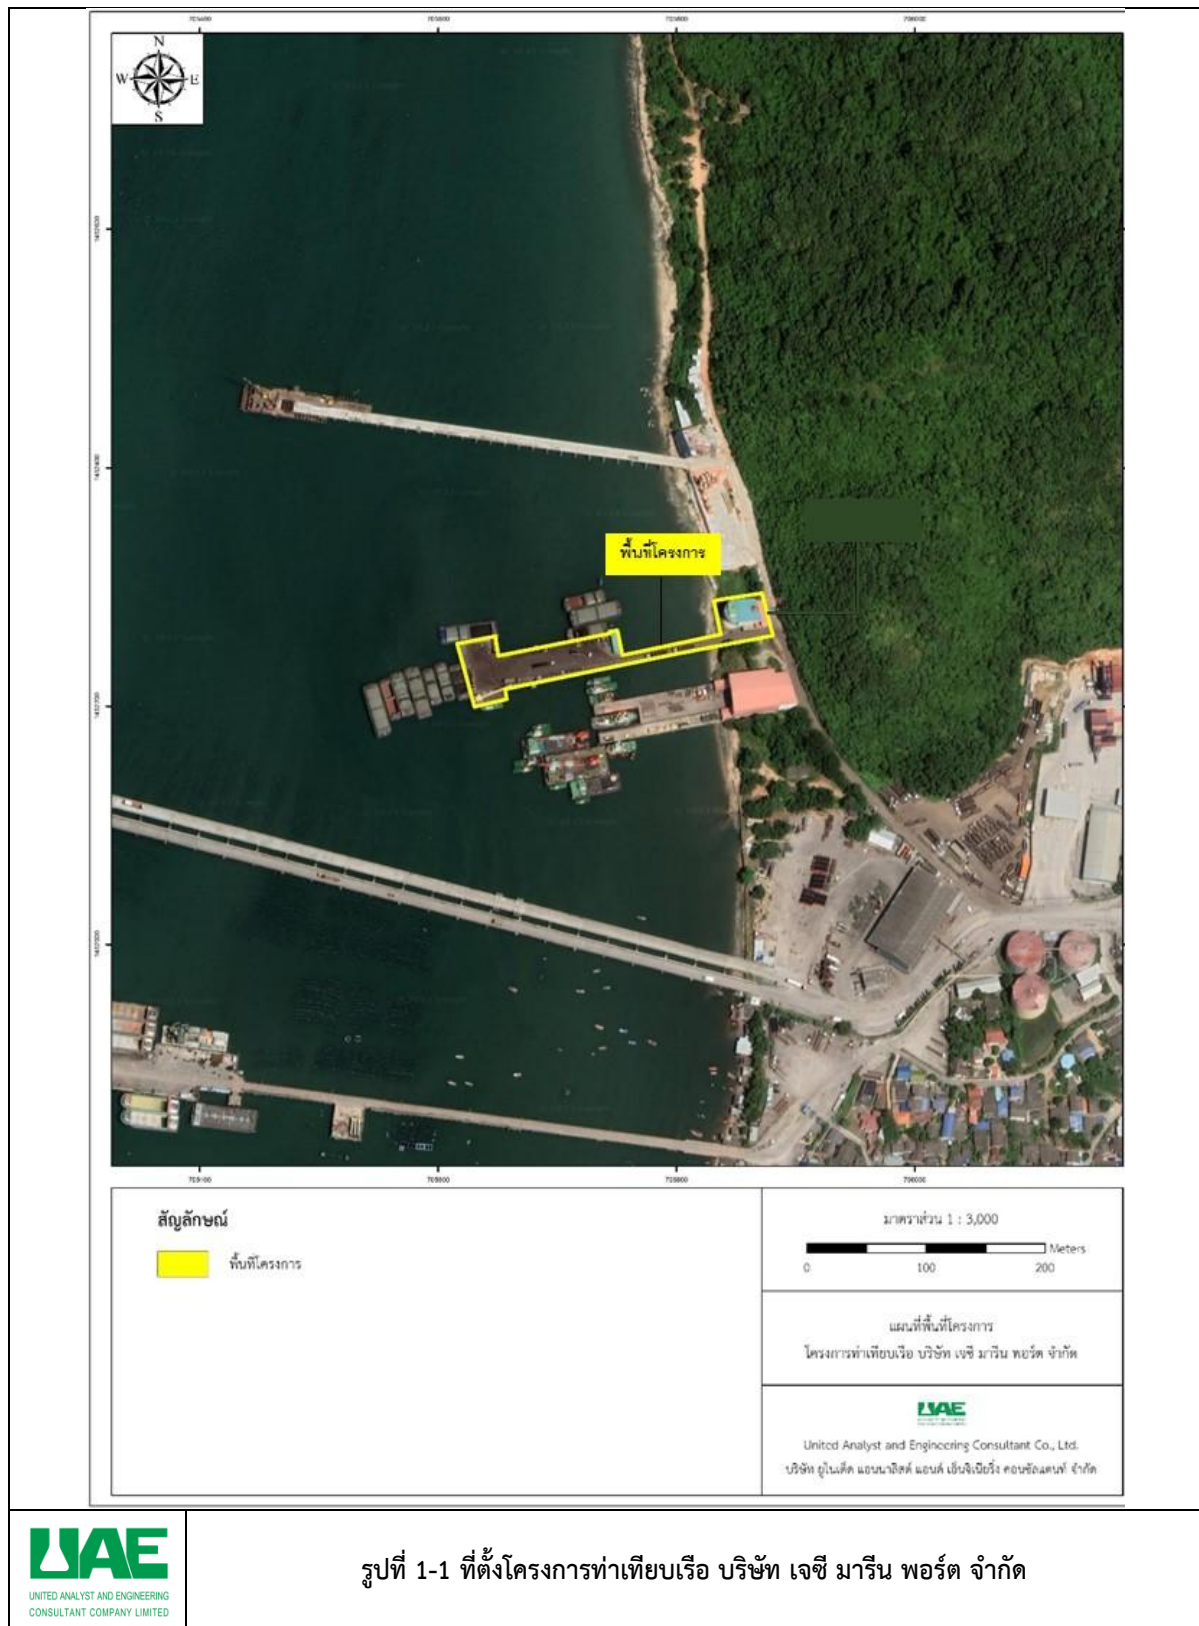 N
W E
S
พื้นที่โครงการ
สัญลักษณ์
พื้นที่โครงการ
มาตราส่วน 1 : 3,000
Meters
0 100 200
แผนที่พื้นที่โครงการ
โครงการท่าเทียบเรือ บริษัท เจซี มารีน พอร์ต จำกัด
UAE
United Analyst and Engineering Consultant Co., Ltd.
บริษัท ยูไนเต็ด แอนนาลิสต์ แอนด์ เอ็นจิเนียริ่ง คอนซัลแตนท์ จำกัด
UAE
UNITED ANALYST AND ENGINEERING
CONSULTANT COMPANY LIMITED
รูปที่ 1-1 ที่ตั้งโครงการท่าเทียบเรือ บริษัท เจซี มารีน พอร์ต จำกัด